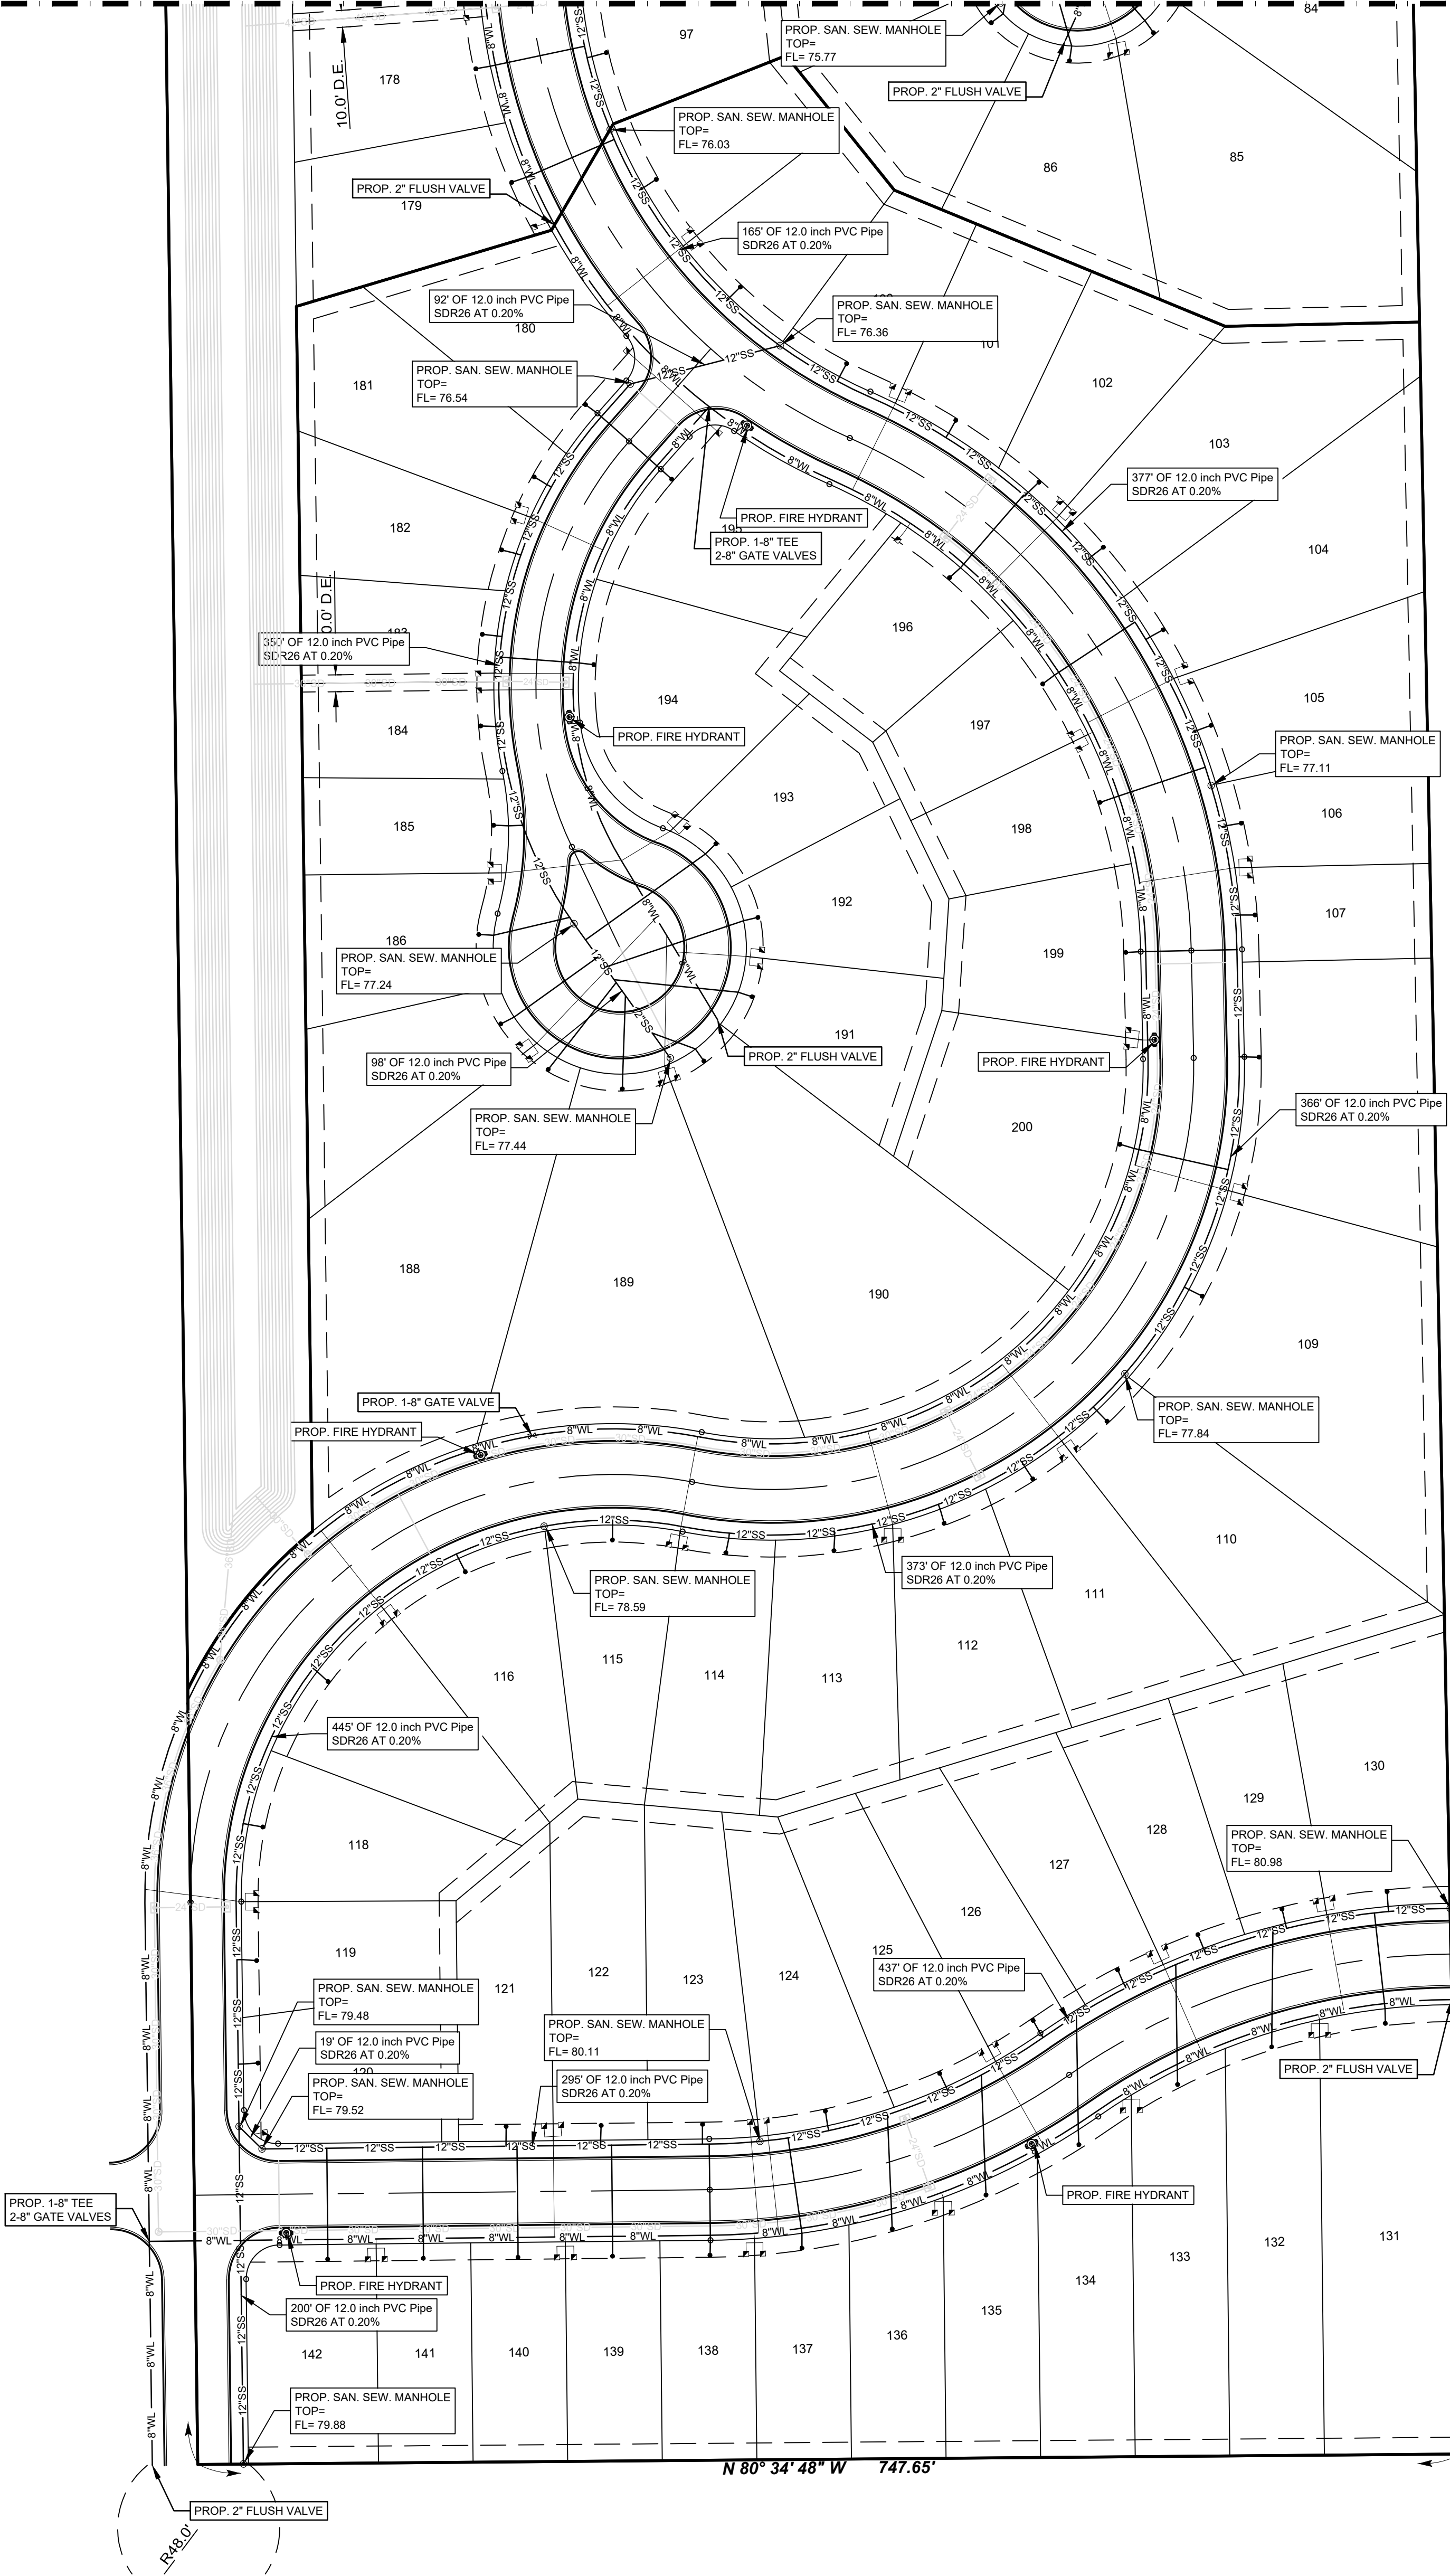 97
PROP. SAN. SEW. MANHOLE
TOP=
FL= 75.77
84
178
10.0' D.E.
PROP. 2" FLUSH VALVE
PROP. SAN. SEW. MANHOLE
TOP=
FL= 76.03
85
86
PROP. 2" FLUSH VALVE
179
165' OF 12.0 inch PVC Pipe
SDR26 AT 0.20%
92' OF 12.0 inch PVC Pipe
SDR26 AT 0.20%
180
PROP. SAN. SEW. MANHOLE
TOP=
FL= 76.36
101
PROP. SAN. SEW. MANHOLE
TOP=
FL= 76.54
181
102
103
377' OF 12.0 inch PVC Pipe
SDR26 AT 0.20%
182
PROP. FIRE HYDRANT
195
PROP. 1-8" TEE
2-8" GATE VALVES
104
196
183
350' OF 12.0 inch PVC Pipe
SDR26 AT 0.20%
194
105
197
184
PROP. FIRE HYDRANT
PROP. SAN. SEW. MANHOLE
TOP=
FL= 77.11
193
106
185
198
192
107
186
199
PROP. SAN. SEW. MANHOLE
TOP=
FL= 77.24
191
98' OF 12.0 inch PVC Pipe
SDR26 AT 0.20%
PROP. 2" FLUSH VALVE
PROP. FIRE HYDRANT
PROP. SAN. SEW. MANHOLE
TOP=
FL= 77.44
366' OF 12.0 inch PVC Pipe
SDR26 AT 0.20%
200
188
189
190
109
PROP. 1-8" GATE VALVE
PROP. FIRE HYDRANT
PROP. SAN. SEW. MANHOLE
TOP=
FL= 77.84
110
373' OF 12.0 inch PVC Pipe
SDR26 AT 0.20%
PROP. SAN. SEW. MANHOLE
TOP=
FL= 78.59
111
112
116
115
114
113
445' OF 12.0 inch PVC Pipe
SDR26 AT 0.20%
130
129
128
118
PROP. SAN. SEW. MANHOLE
TOP=
FL= 80.98
127
126
119
125
122
124
123
121
437' OF 12.0 inch PVC Pipe
SDR26 AT 0.20%
PROP. SAN. SEW. MANHOLE
TOP=
FL= 79.48
PROP. SAN. SEW. MANHOLE
TOP=
FL= 80.11
19' OF 12.0 inch PVC Pipe
SDR26 AT 0.20%
120
PROP. SAN. SEW. MANHOLE
TOP=
FL= 79.52
295' OF 12.0 inch PVC Pipe
SDR26 AT 0.20%
PROP. 2" FLUSH VALVE
PROP. 1-8" TEE
2-8" GATE VALVES
PROP. FIRE HYDRANT
PROP. FIRE HYDRANT
200' OF 12.0 inch PVC Pipe
SDR26 AT 0.20%
142
141
140
139
138
137
136
135
134
133
132
131
PROP. SAN. SEW. MANHOLE
TOP=
FL= 79.88
N 80° 34' 48" W 747.65'
PROP. 2" FLUSH VALVE
R48.0'